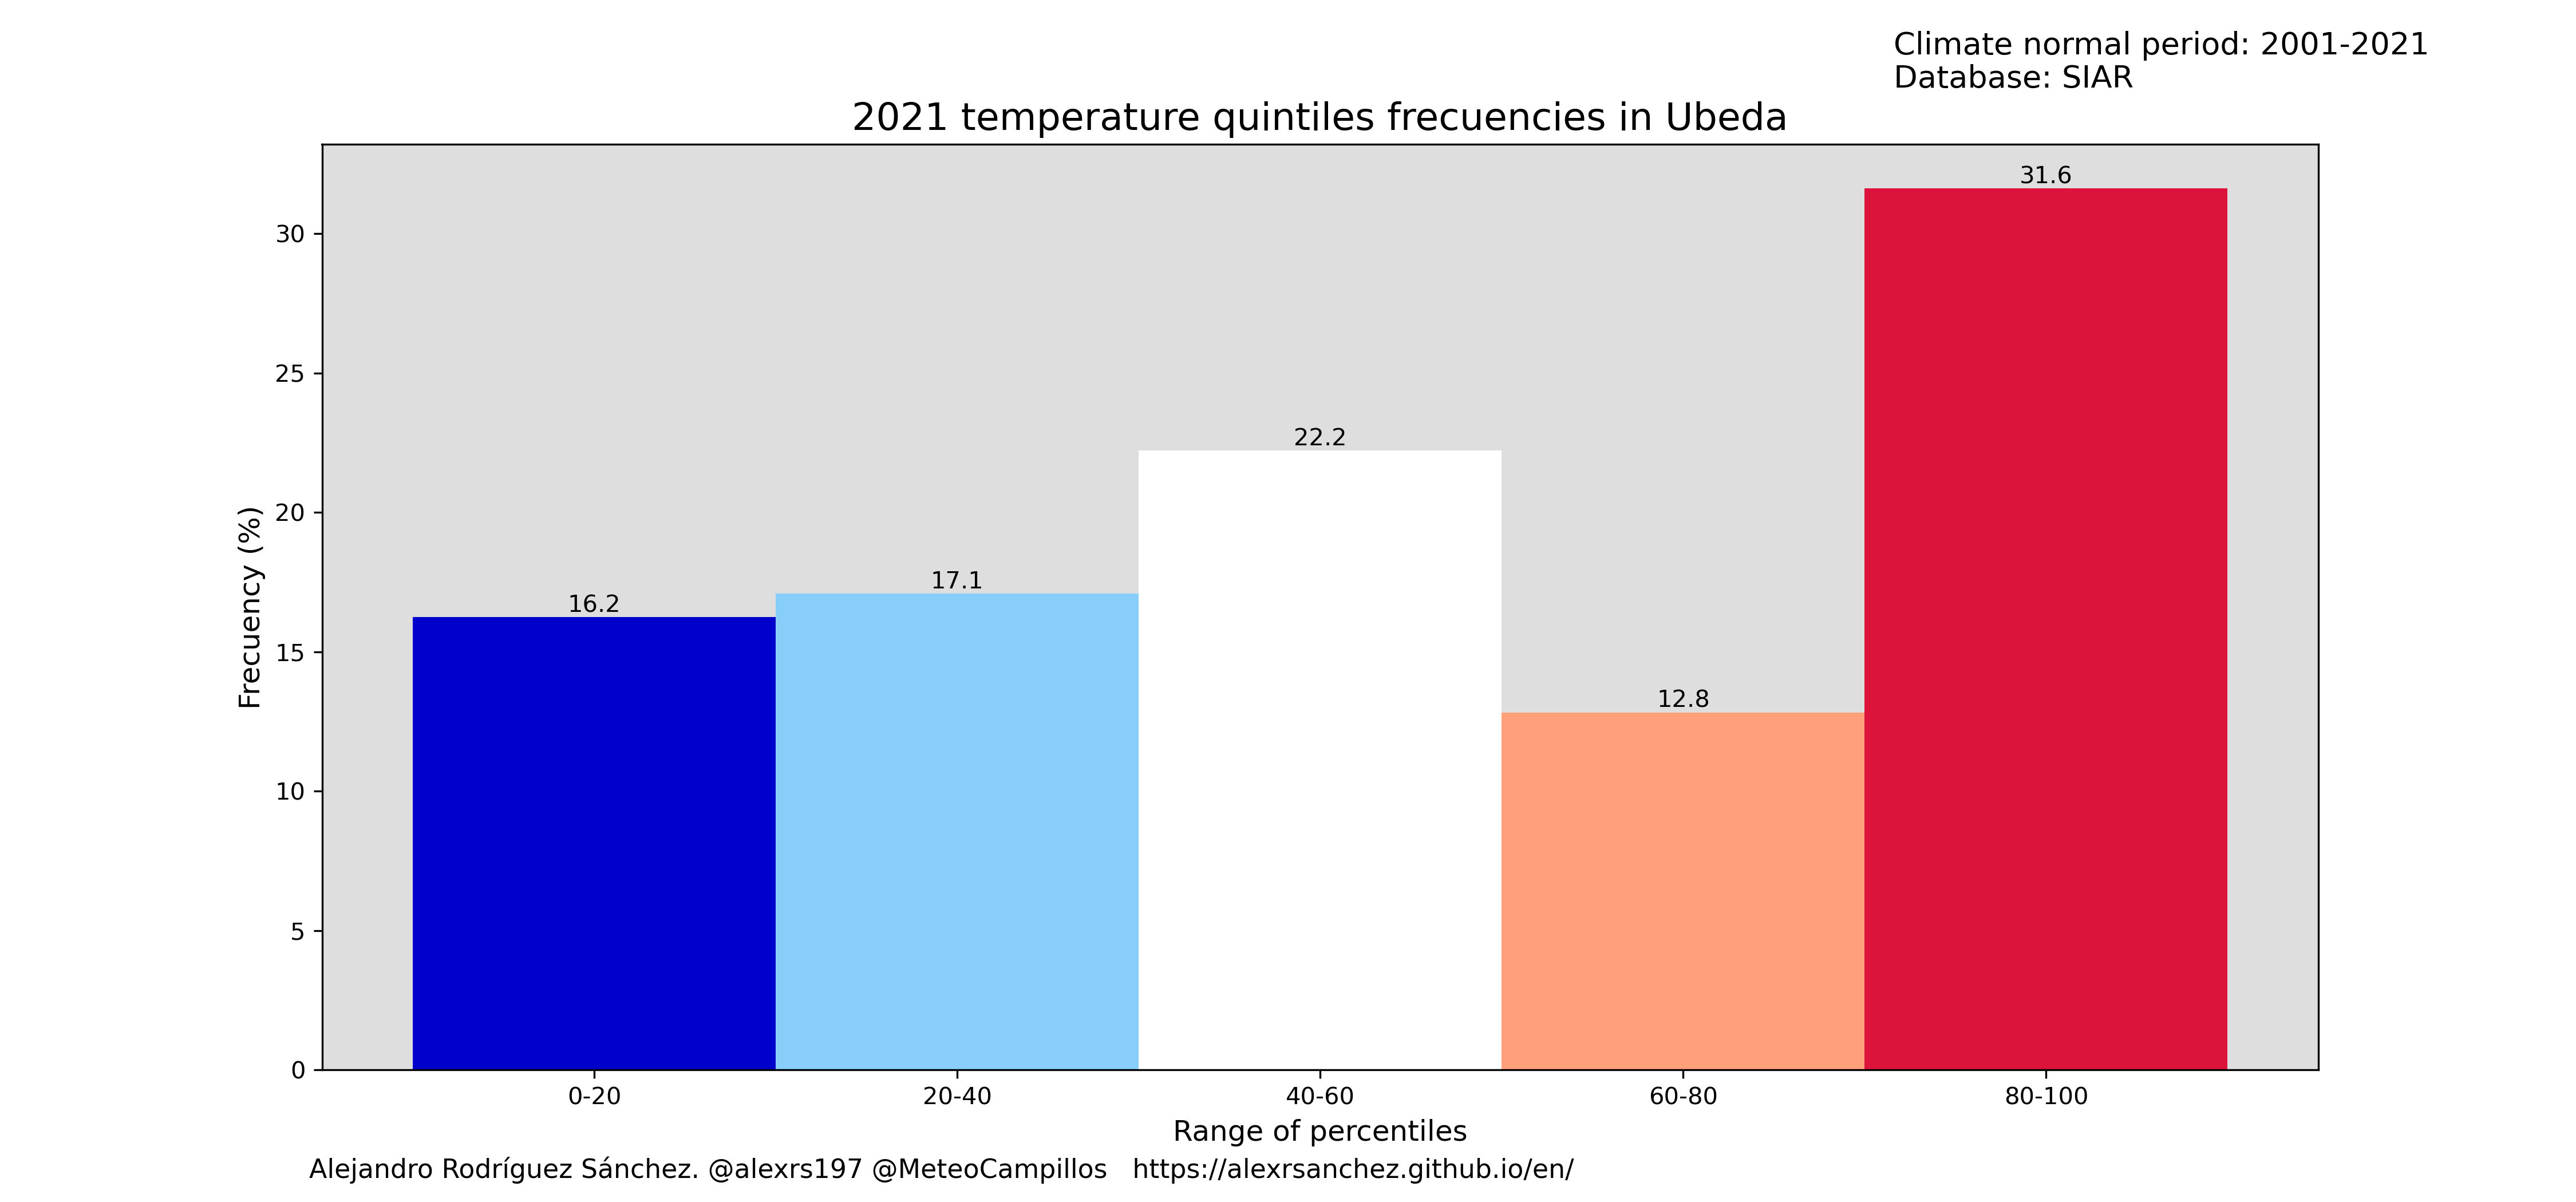 Climate normal period: 2001-2021
Database: SIAR
2021 temperature quintiles frecuencies in Ubeda
31.6
30
25
22.2
20
Frecuency (%)
17.1
16.2
15
12.8
10
5
0
0-20 20-40 40-60 60-80 80-100
Range of percentiles
Alejandro Rodríguez Sánchez. @alexrs197 @MeteoCampillos https://alexrsanchez.github.io/en/